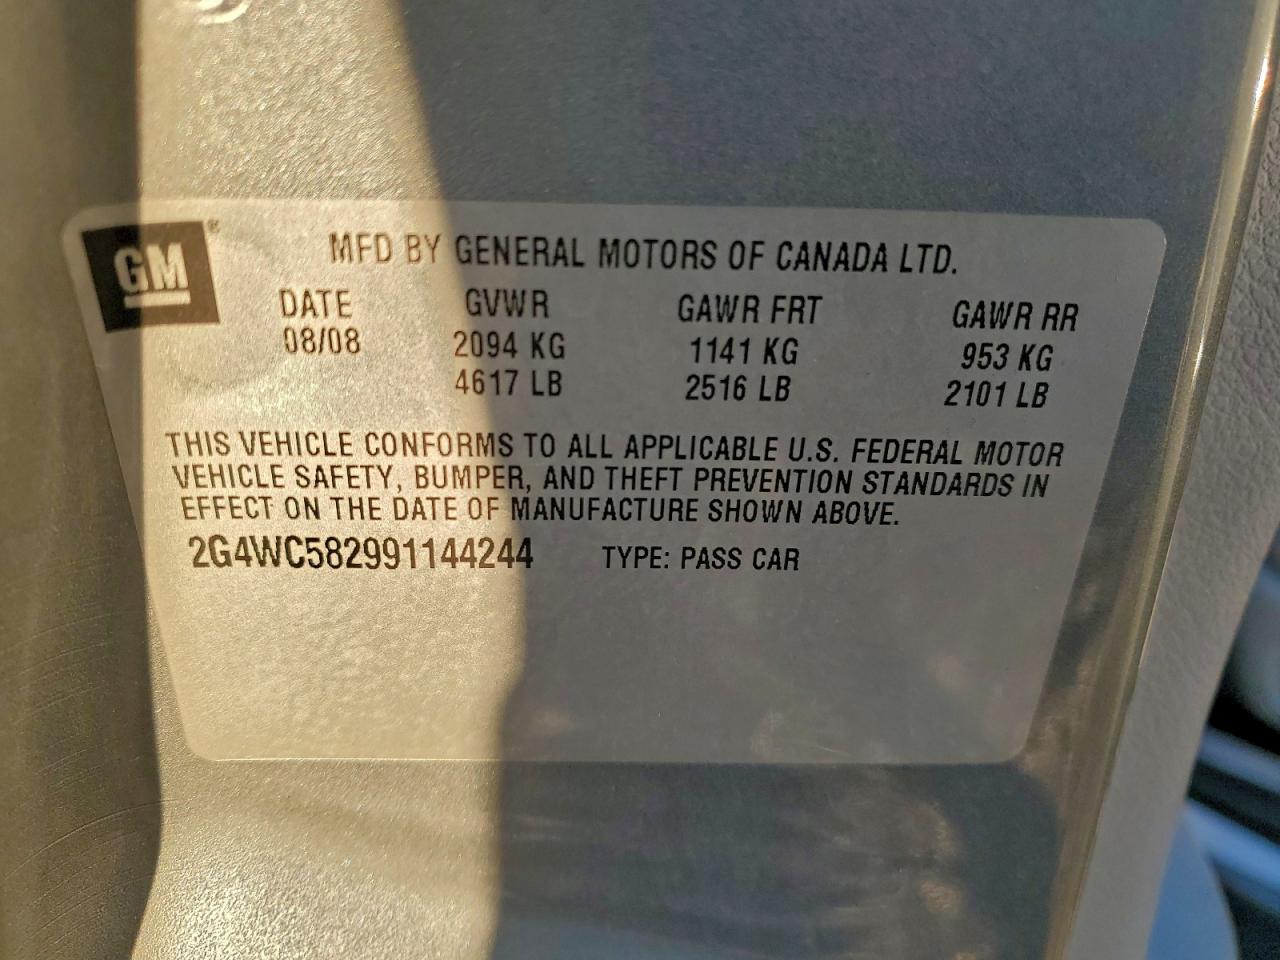 GM®
MFD BY GENERAL MOTORS OF CANADA LTD.
DATE GVWR GAWR FRT GAWR RR
08/08 2094 KG 1141 KG 953 KG
4617 LB 2516 LB 2101 LB
THIS VEHICLE CONFORMS TO ALL APPLICABLE U.S. FEDERAL MOTOR
VEHICLE SAFETY, BUMPER, AND THEFT PREVENTION STANDARDS IN
EFFECT ON THE DATE OF MANUFACTURE SHOWN ABOVE.
2G4WC582991144244 TYPE: PASS CAR